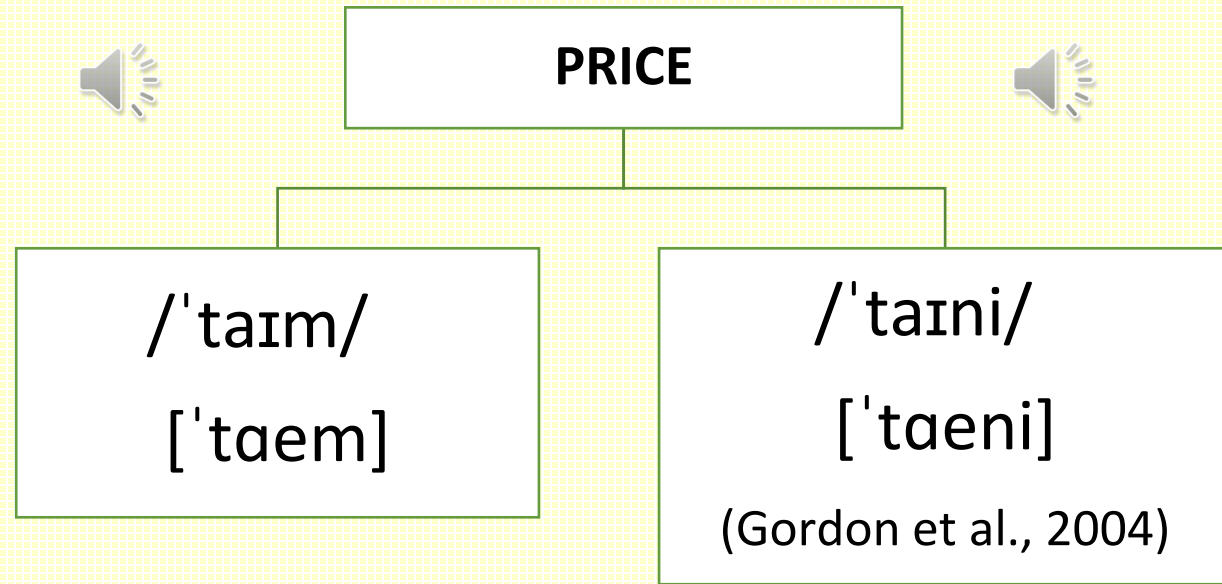 PRICE
/ˈtaɪm/
[ˈtɑem]
/ˈtaɪni/
[ˈtɑeni]
(Gordon et al., 2004)